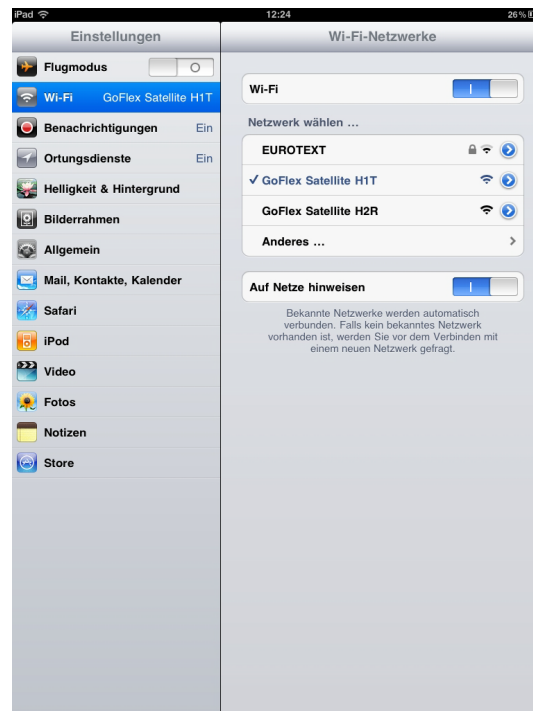 iPad 12:24 26%
Einstellungen
Wi-Fi-Netzwerke
Flugmodus
Wi-Fi GoFlex Satellite H1T
Benachrichtigungen Ein
Ortungsdienste Ein
Helligkeit & Hintergrund
Bilderrahmen
Allgemein
Mail, Kontakte, Kalender
Safari
iPod
Video
Fotos
Notizen
Store
Wi-Fi
Netzwerk wählen ...
EUROTEXT
GoFlex Satellite H1T
GoFlex Satellite H2R
Anderes ...
Auf Netze hinweisen
Bekannte Netzwerke werden automatisch
verbunden. Falls kein bekanntes Netzwerk
vorhanden ist, werden Sie vor dem Verbinden mit
einem neuen Netzwerk gefragt.